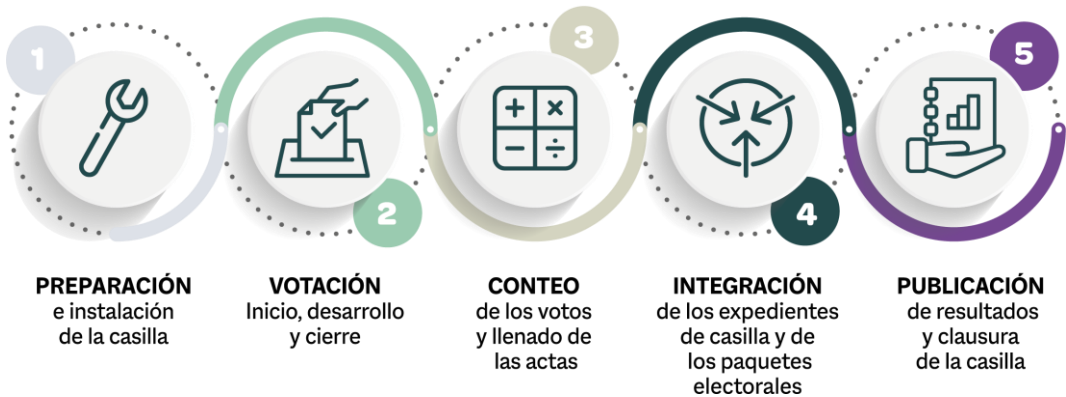 1
PREPARACIÓN
e instalación
de la casilla
2
VOTACIÓN
Inicio, desarrollo
y cierre
3
CONTEO
de los votos
y llenado de
las actas
4
INTEGRACIÓN
de los expedientes
de casilla y de
los paquetes
electorales
5
PUBLICACIÓN
de resultados
y clausura
de la casilla